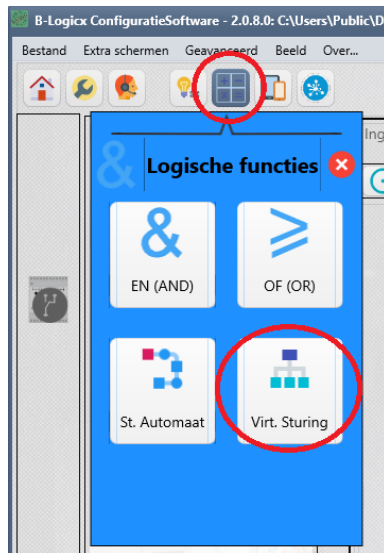 B-Logicx ConfiguratieSoftware - 2.0.8.0: C:\Users\Public\D
Bestand Extra schermen Geavanceerd Beeld Over...
Ing
& Logische functies
& ≥
EN (AND) OF (OR)
St. Automaat Virt. Sturing